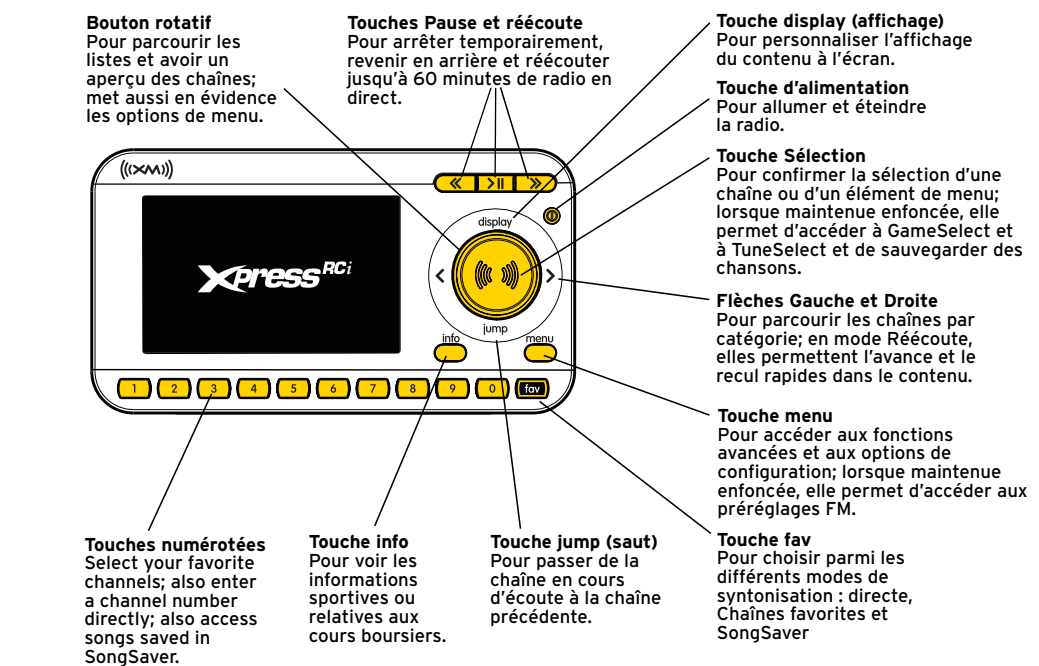 Bouton rotatif
Pour parcourir les
listes et avoir un
aperçu des chaînes;
met aussi en évidence
les options de menu.
Touches Pause et réécoute
Pour arrêter temporairement,
revenir en arrière et réécouter
jusqu'à 60 minutes de radio en
direct.
Touche display (affichage)
Pour personnaliser l'affichage
du contenu à l'écran.
Touche d'alimentation
Pour allumer et éteindre
la radio.
Touche Sélection
Pour confirmer la sélection d'une
chaîne ou d'un élément de menu;
lorsque maintenue enfoncée, elle
permet d'accéder à GameSelect et
à TuneSelect et de sauvegarder des
chansons.
Flèches Gauche et Droite
Pour parcourir les chaînes par
catégorie; en mode Réécoute,
elles permettent l'avance et le
recul rapides dans le contenu.
Touche menu
Pour accéder aux fonctions
avancées et aux options de
configuration; lorsque maintenue
enfoncée, elle permet d'accéder aux
préréglages FM.
Touche fav
Pour choisir parmi les
différents modes de
syntonisation : directe,
Chaînes favorites et
SongSaver
XM
display
Xpress RCi
jump
info
menu
1 2 3 4 5 6 7 8 9 0 fav
Touches numérotées
Select your favorite
channels; also enter
a channel number
directly; also access
songs saved in
SongSaver.
Touche info
Pour voir les
informations
sportives ou
relatives aux
cours boursiers.
Touche jump (saut)
Pour passer de la
chaîne en cours
d'écoute à la chaîne
précédente.